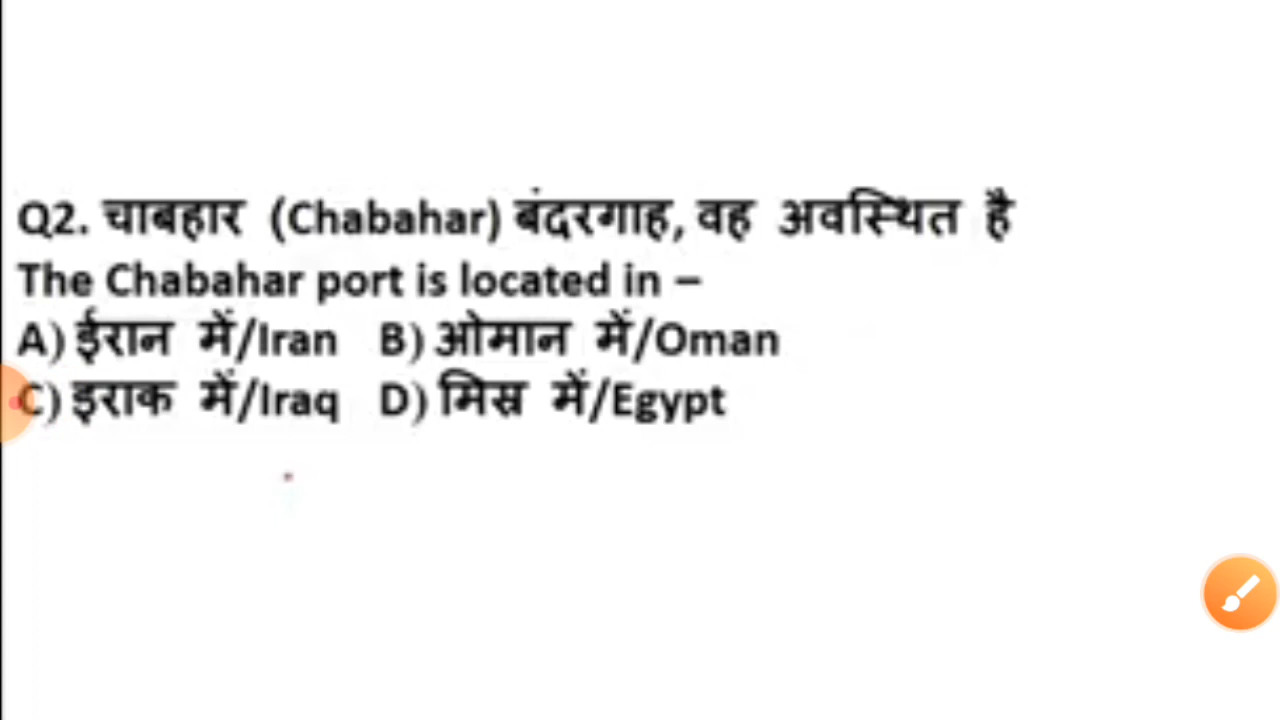 Q2. चाबहार (Chabahar) बंदरगाह, वह अवस्थित है
The Chabahar port is located in –
A) ईरान में/Iran B) ओमान में/Oman
C) इराक में/Iraq D) मिस्र में/Egypt